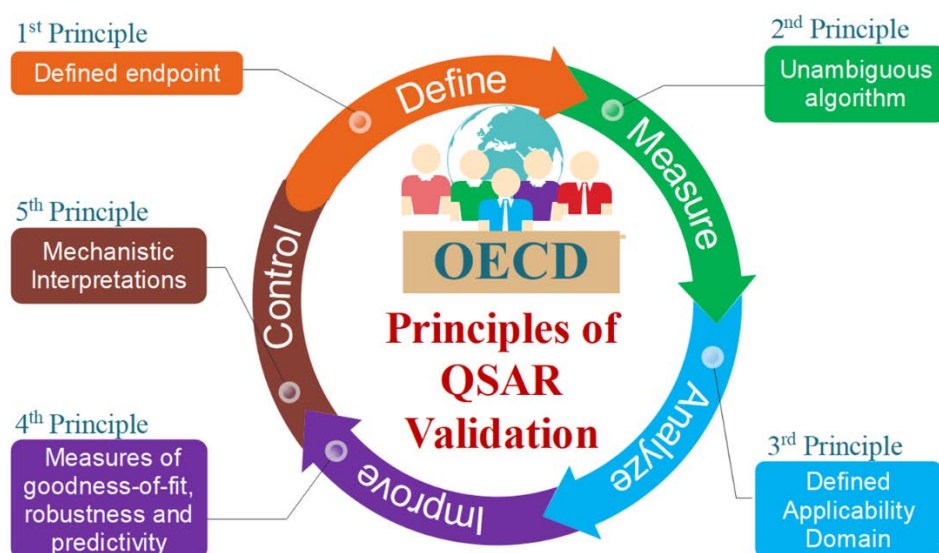 1st Principle
Defined endpoint
2nd Principle
Unambiguous
algorithm
Define
Measure
Analyze
Improve
Control
OECD
Principles of
QSAR
Validation
5th Principle
Mechanistic
Interpretations
4th Principle
Measures of
goodness-of-fit,
robustness and
predictivity
3rd Principle
Defined
Applicability
Domain